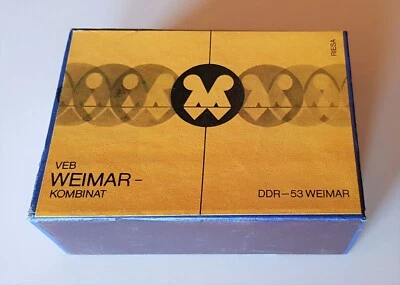 RIESA
VEB
WEIMAR–
KOMBINAT
DDR–53 WEIMAR